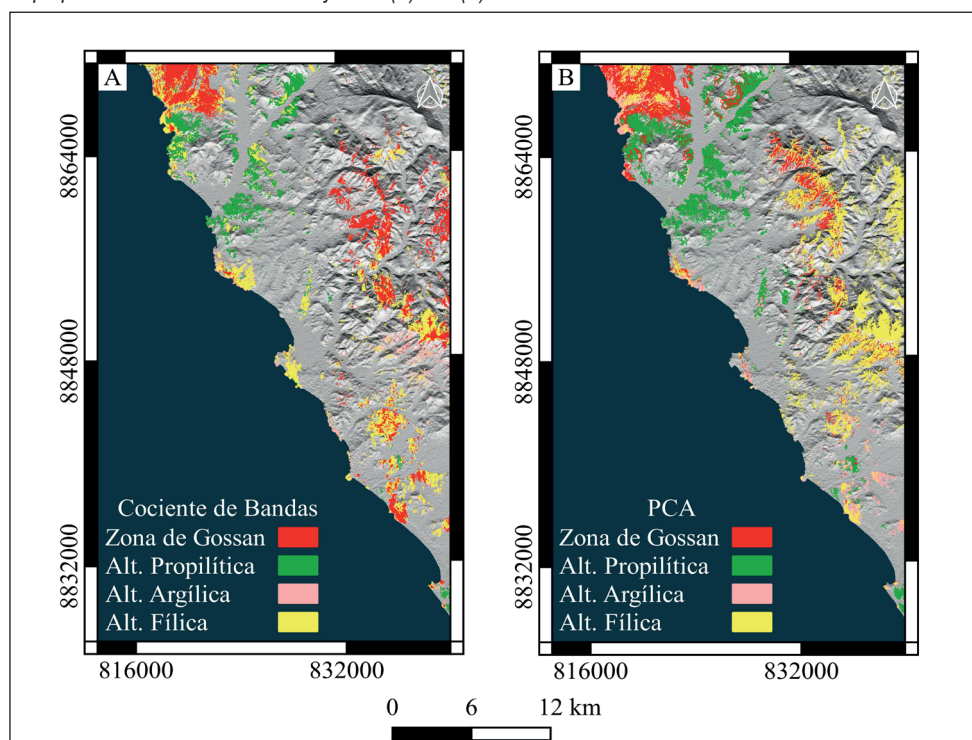 A
8864000
8848000
8832000
Cociente de Bandas
Zona de Gossan
Alt. Propilítica
Alt. Argílica
Alt. Fílica
816000
832000
B
8864000
8848000
8832000
PCA
Zona de Gossan
Alt. Propilítica
Alt. Argílica
Alt. Fílica
816000
832000
0 6 12 km